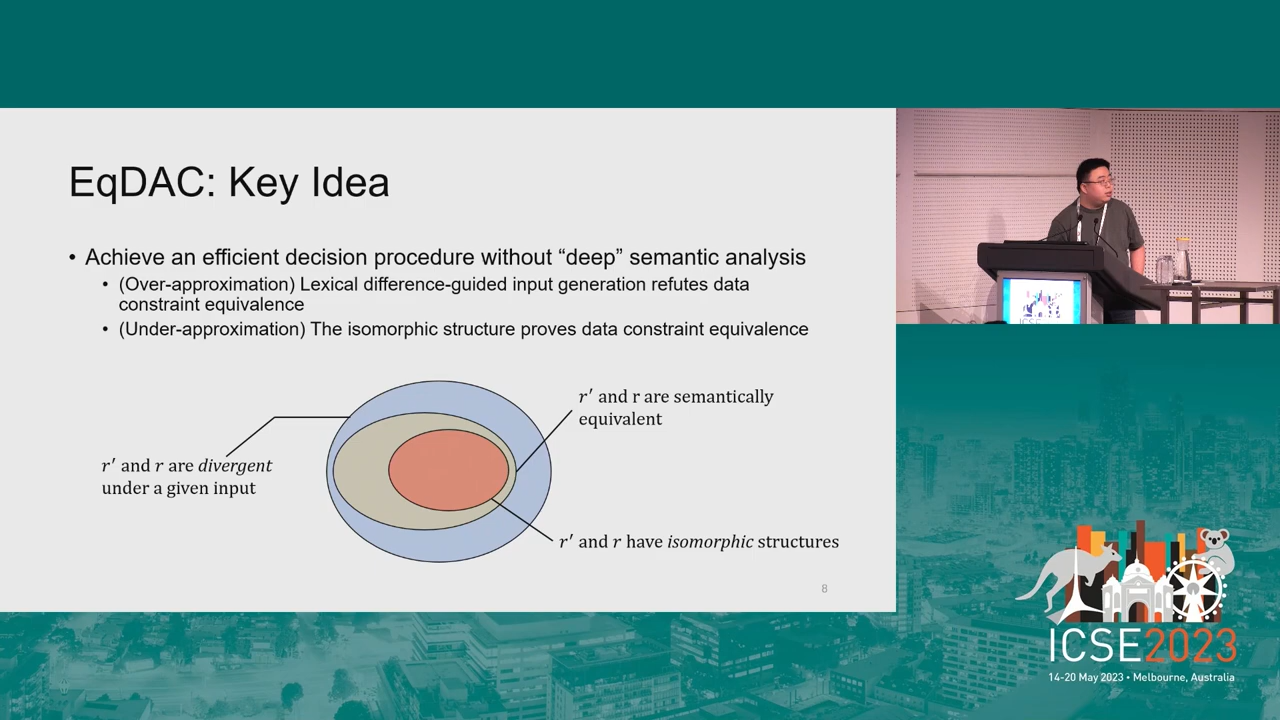 EqDAC: Key Idea
• Achieve an efficient decision procedure without “deep” semantic analysis
• (Over-approximation) Lexical difference-guided input generation refutes data
constraint equivalence
• (Under-approximation) The isomorphic structure proves data constraint equivalence
r′ and r are semantically
equivalent
r′ and r are divergent
under a given input
r′ and r have isomorphic structures
8
ICSE
ICSE2023
14-20 May 2023 • Melbourne, Australia